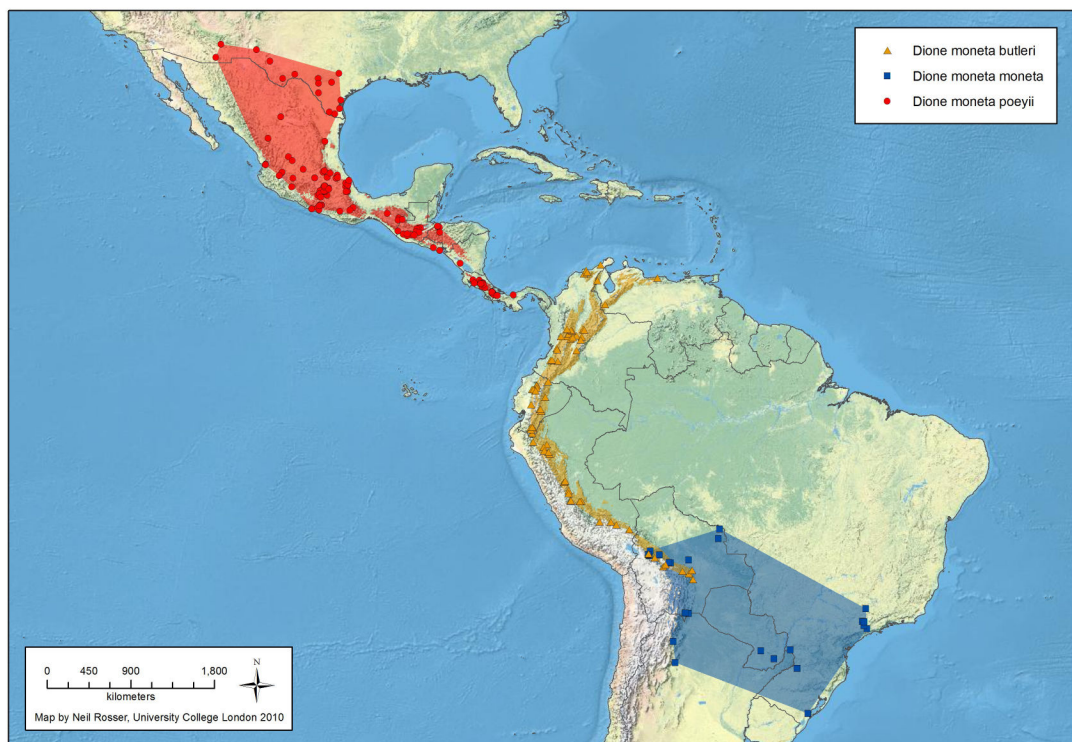 Dione moneta butleri
Dione moneta moneta
Dione moneta poeyii
0 450 900 1,800
kilometers
N
Map by Neil Rosser, University College London 2010